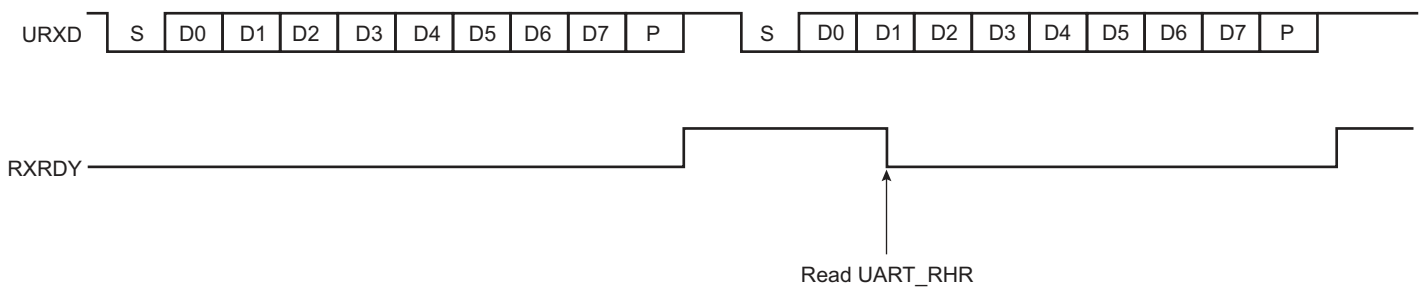 URXD S D0 D1 D2 D3 D4 D5 D6 D7 P S D0 D1 D2 D3 D4 D5 D6 D7 P
RXRDY
Read UART_RHR